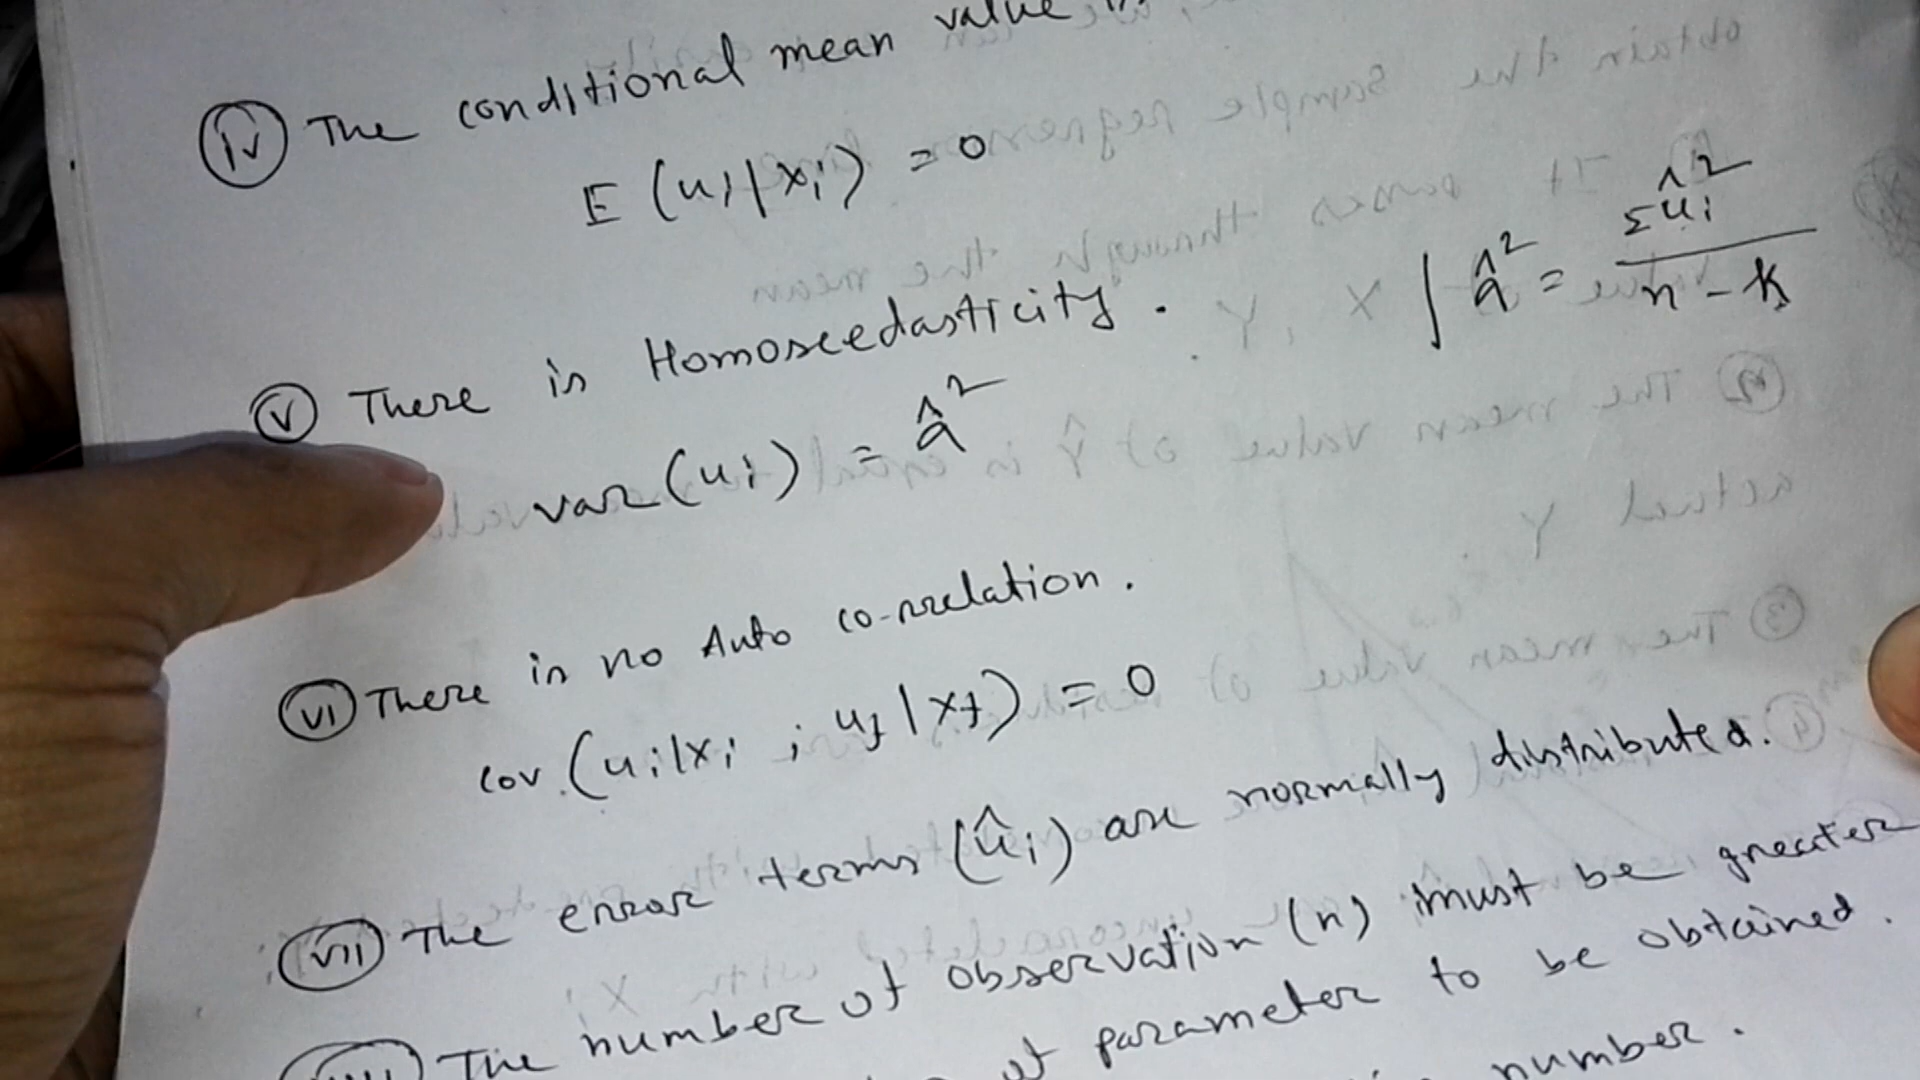 (iv) The conditional mean value
E (ui|xi) = 0
(v) There is Homoscedasticity. | σ̂² = Σûi² / n - k
var(ui) = σ̂²
(vi) There is no Auto co-rrelation.
cov (ui|xi ; uj|xj) = 0
(vii) The error terms (ûi) are normally distributed.
The number of observation (n) must be greater
of parameter to be obtained.
number.